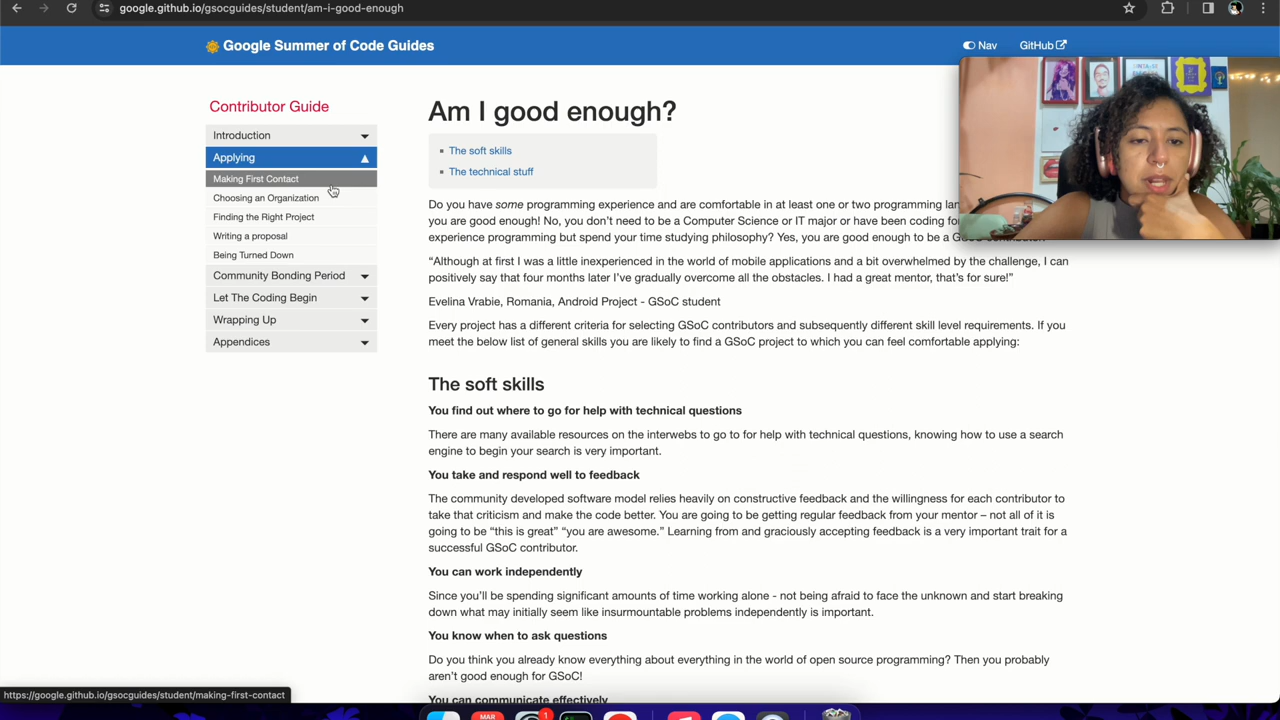 google.github.io/gsocguides/student/am-i-good-enough
Google Summer of Code Guides
Nav
GitHub
Contributor Guide
Introduction
Applying
Making First Contact
Choosing an Organization
Finding the Right Project
Writing a proposal
Being Turned Down
Community Bonding Period
Let The Coding Begin
Wrapping Up
Appendices
Am I good enough?
The soft skills
The technical stuff
Do you have some programming experience and are comfortable in at least one or two programming
you are good enough! No, you don't need to be a Computer Science or IT major or have been coding
experience programming but spend your time studying philosophy? Yes, you are good enough to be a
“Although at first I was a little inexperienced in the world of mobile applications and a bit overwhelmed by the challenge, I can
positively say that four months later I've gradually overcome all the obstacles. I had a great mentor, that's for sure!”
Evelina Vrabie, Romania, Android Project - GSoC student
Every project has a different criteria for selecting GSoC contributors and subsequently different skill level requirements. If you
meet the below list of general skills you are likely to find a GSoC project to which you can feel comfortable applying:
The soft skills
You find out where to go for help with technical questions
There are many available resources on the interwebs to go to for help with technical questions, knowing how to use a search
engine to begin your search is very important.
You take and respond well to feedback
The community developed software model relies heavily on constructive feedback and the willingness for each contributor to
take that criticism and make the code better. You are going to be getting regular feedback from your mentor – not all of it is
going to be “this is great” “you are awesome.” Learning from and graciously accepting feedback is a very important trait for a
successful GSoC contributor.
You can work independently
Since you'll be spending significant amounts of time working alone - not being afraid to face the unknown and start breaking
down what may initially seem like insurmountable problems independently is important.
You know when to ask questions
Do you think you already know everything about everything in the world of open source programming? Then you probably
aren't good enough for GSoC!
You can communicate effectively
https://google.github.io/gsocguides/student/making-first-contact
MAR
1